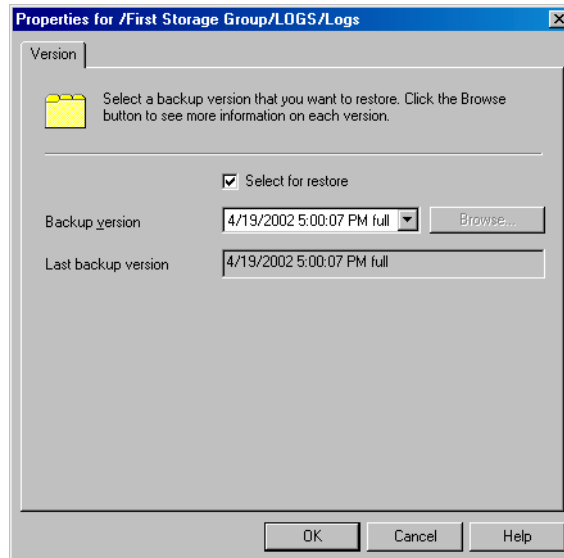 Properties for /First Storage Group/LOGS/Logs
Version
Select a backup version that you want to restore. Click the Browse
button to see more information on each version.
Select for restore
Backup version
4/19/2002 5:00:07 PM full
Browse...
Last backup version
4/19/2002 5:00:07 PM full
OK
Cancel
Help